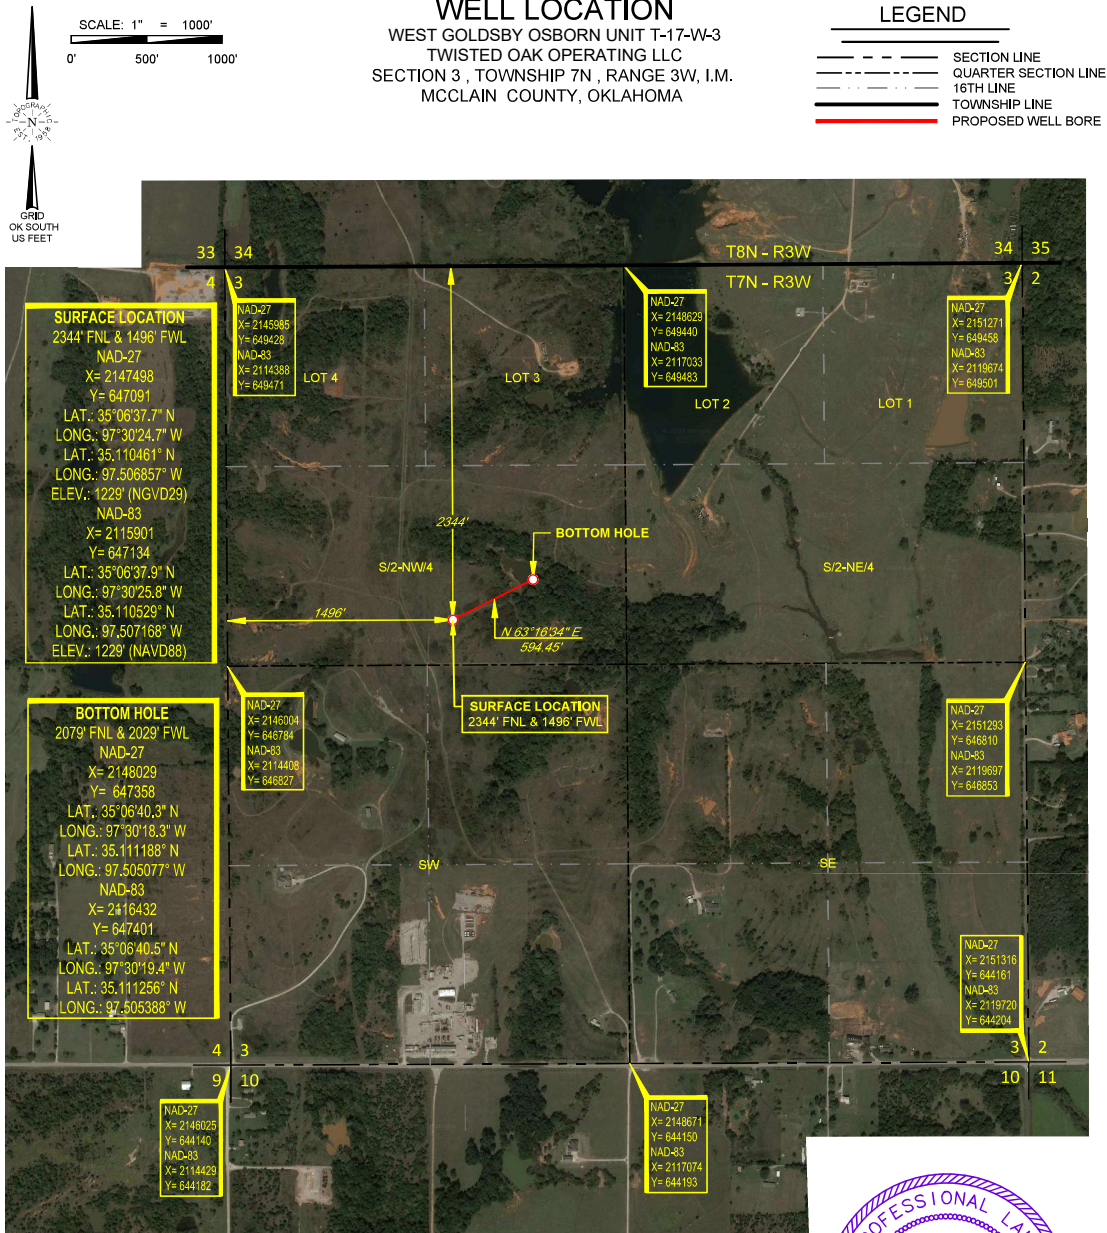 WELL LOCATION
WEST GOLDSBY OSBORN UNIT T-17-W-3
TWISTED OAK OPERATING LLC
SECTION 3 , TOWNSHIP 7N , RANGE 3W, I.M.
MCCLAIN COUNTY, OKLAHOMA
SCALE: 1" = 1000'
0' 500' 1000'
TOPOGRAPHIC
N
EST. 1958
GRID
OK SOUTH
US FEET
LEGEND
SECTION LINE
QUARTER SECTION LINE
16TH LINE
TOWNSHIP LINE
PROPOSED WELL BORE
33 34
4 3
T8N - R3W
T7N - R3W
34 35
3 2
SURFACE LOCATION
2344' FNL & 1496' FWL
NAD-27
X= 2147498
Y= 647091
LAT.: 35°06'37.7" N
LONG.: 97°30'24.7" W
LAT.: 35.110461° N
LONG.: 97.506857° W
ELEV.: 1229' (NGVD29)
NAD-83
X= 2115901
Y= 647134
LAT.: 35°06'37.9" N
LONG.: 97°30'25.8" W
LAT.: 35.110529° N
LONG.: 97.507168° W
ELEV.: 1229' (NAVD88)
NAD-27
X= 2145985
Y= 649428
NAD-83
X= 2114388
Y= 649471
NAD-27
X= 2148629
Y= 649440
NAD-83
X= 2117033
Y= 649483
NAD-27
X= 2151271
Y= 649458
NAD-83
X= 2119674
Y= 649501
LOT 4
LOT 3
LOT 2
LOT 1
2344'
BOTTOM HOLE
S/2-NW/4
S/2-NE/4
1496'
N 63°16'34" E
594.45'
SURFACE LOCATION
2344' FNL & 1496' FWL
BOTTOM HOLE
2079' FNL & 2029' FWL
NAD-27
X= 2148029
Y= 647358
LAT.: 35°06'40.3" N
LONG.: 97°30'18.3" W
LAT.: 35.111188° N
LONG.: 97.505077° W
NAD-83
X= 2116432
Y= 647401
LAT.: 35°06'40.5" N
LONG.: 97°30'19.4" W
LAT.: 35.111256° N
LONG.: 97.505388° W
NAD-27
X= 2146004
Y= 646784
NAD-83
X= 2114408
Y= 646827
NAD-27
X= 2151293
Y= 646810
NAD-83
X= 2119697
Y= 646853
SW
SE
NAD-27
X= 2151316
Y= 644161
NAD-83
X= 2119720
Y= 644204
4 3
9 10
3 2
10 11
NAD-27
X= 2146025
Y= 644140
NAD-83
X= 2114429
Y= 644182
NAD-27
X= 2148671
Y= 644150
NAD-83
X= 2117074
Y= 644193
OFESSIONAL LA